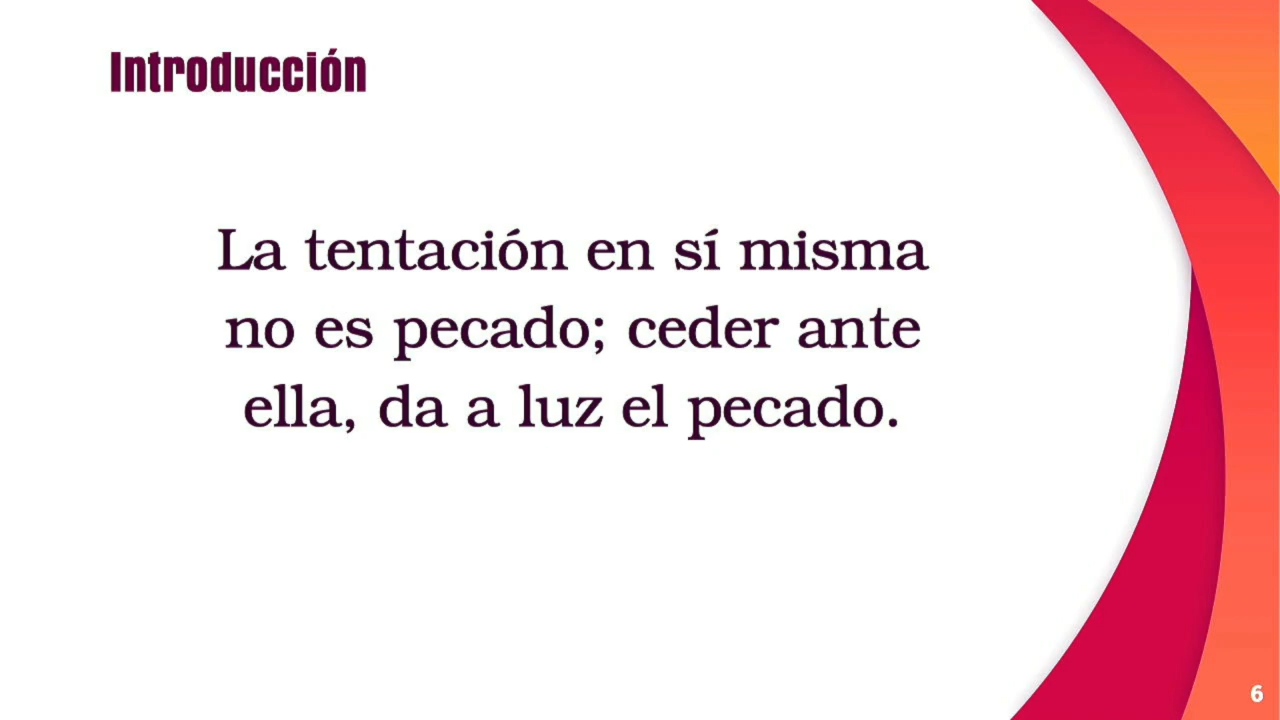 Introducción
La tentación en sí misma
no es pecado; ceder ante
ella, da a luz el pecado.
6